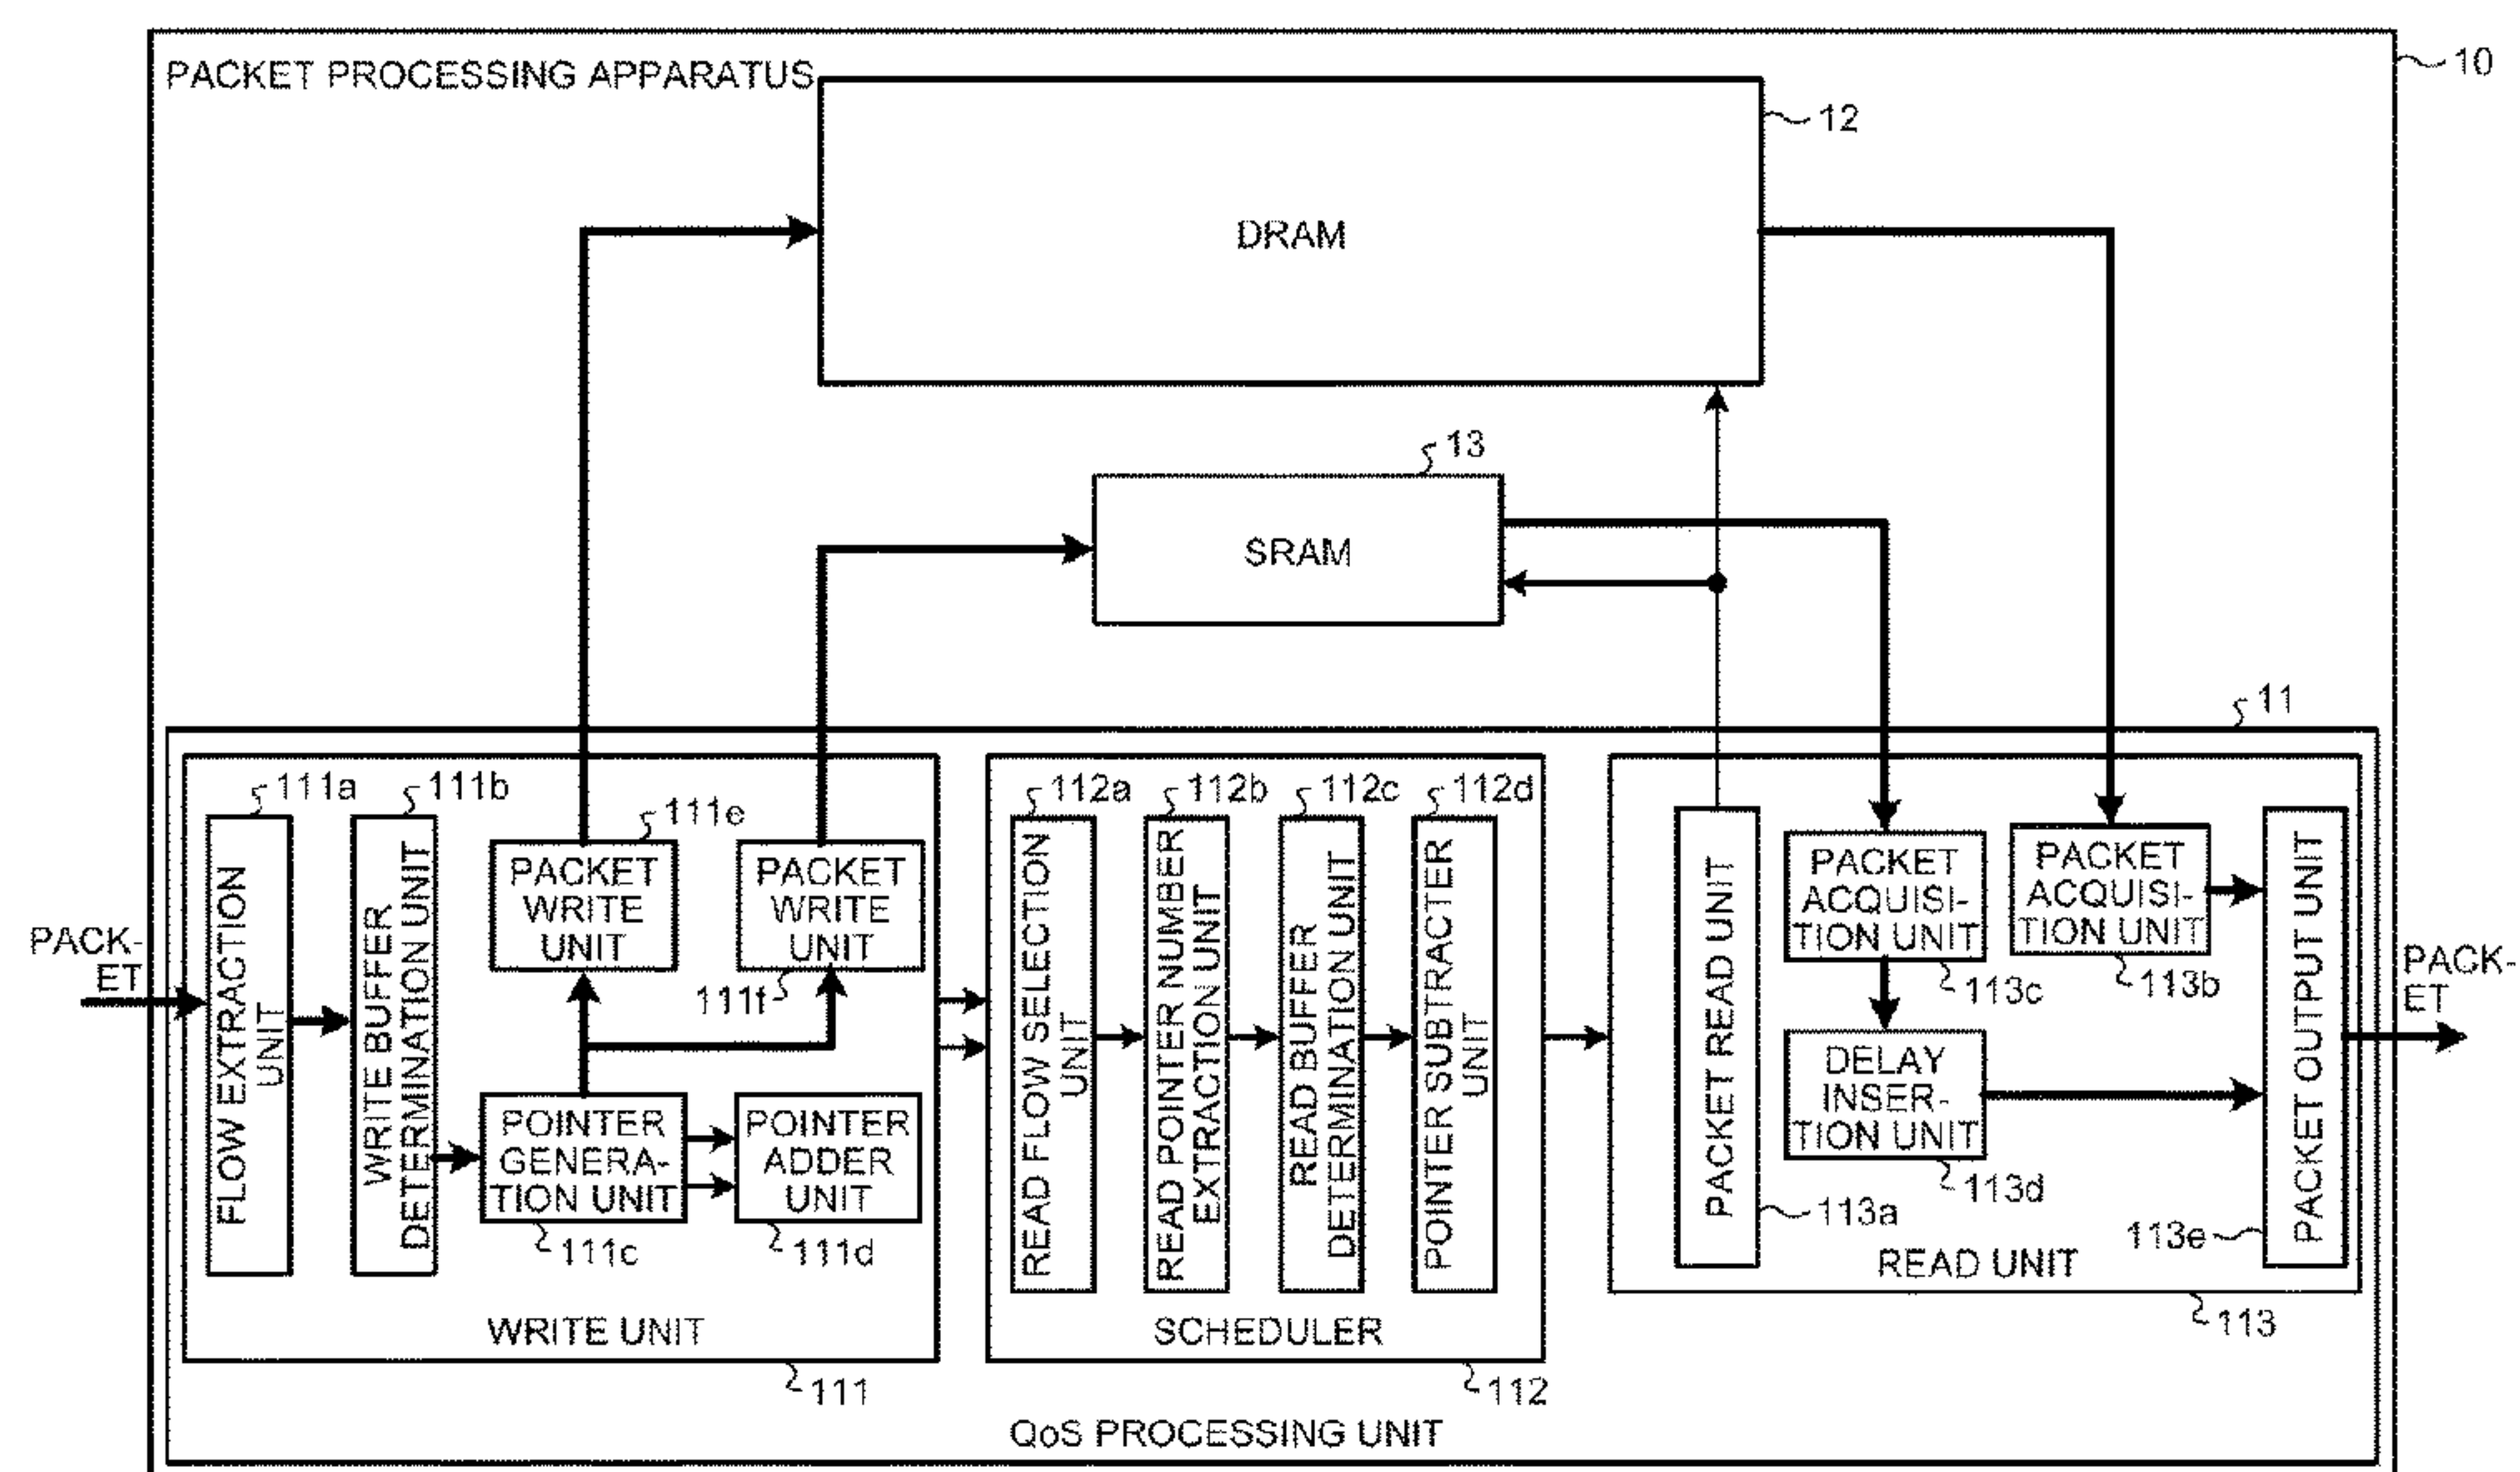 PACKET PROCESSING APPARATUS
10
12
DRAM
13
SRAM
11
111a
111b
111e
111f
FLOW EXTRACTION
UNIT
WRITE BUFFER
DETERMINATION UNIT
PACKET
WRITE
UNIT
PACKET
WRITE
UNIT
POINTER
GENERA-
TION UNIT
POINTER
ADDER
UNIT
111c
111d
WRITE UNIT
111
112a
112b
112c
112d
READ FLOW SELECTION
UNIT
READ POINTER NUMBER
EXTRACTION UNIT
READ BUFFER
DETERMINATION UNIT
POINTER SUBTRACTER
UNIT
SCHEDULER
112
PACKET READ UNIT
PACKET
ACQUISI-
TION UNIT
PACKET
ACQUISI-
TION UNIT
113c
113b
DELAY
INSER-
TION UNIT
113d
113a
113e
PACKET OUTPUT UNIT
READ UNIT
113
PACK-
ET
PACK-
ET
QoS PROCESSING UNIT